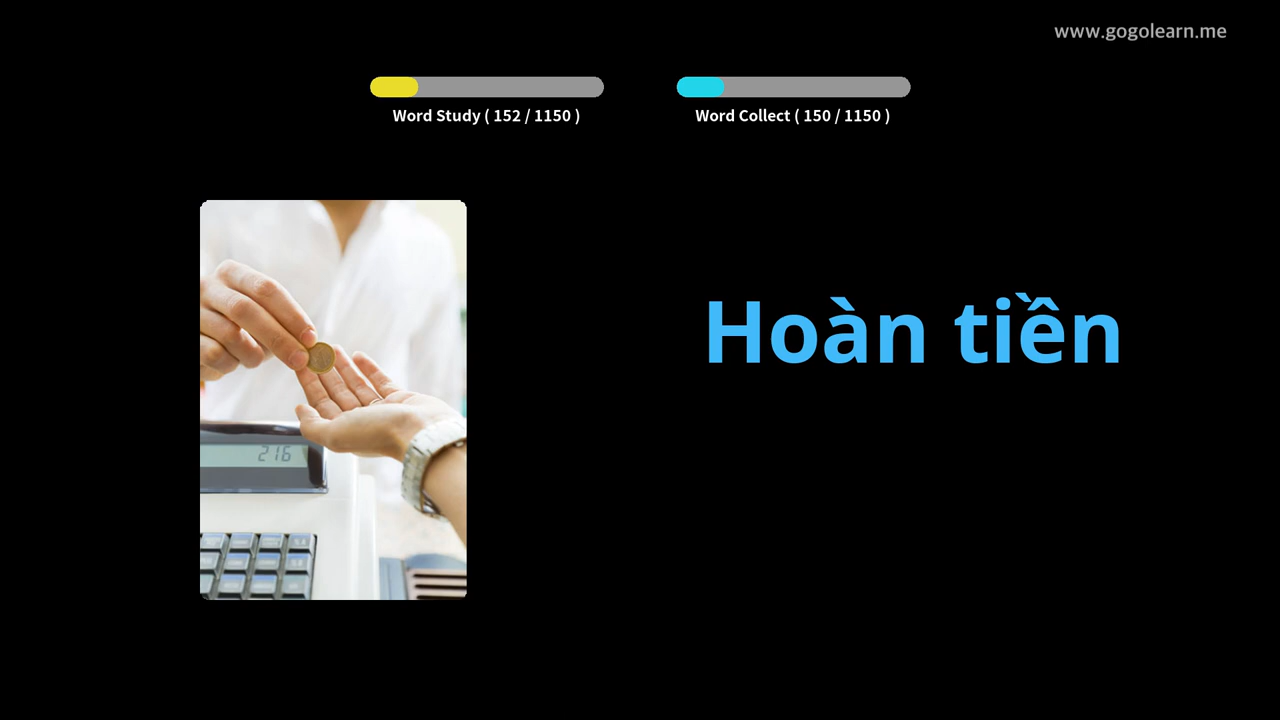 www.gogolearn.me
Word Study ( 152 / 1150 )
Word Collect ( 150 / 1150 )
Hoàn tiền
216